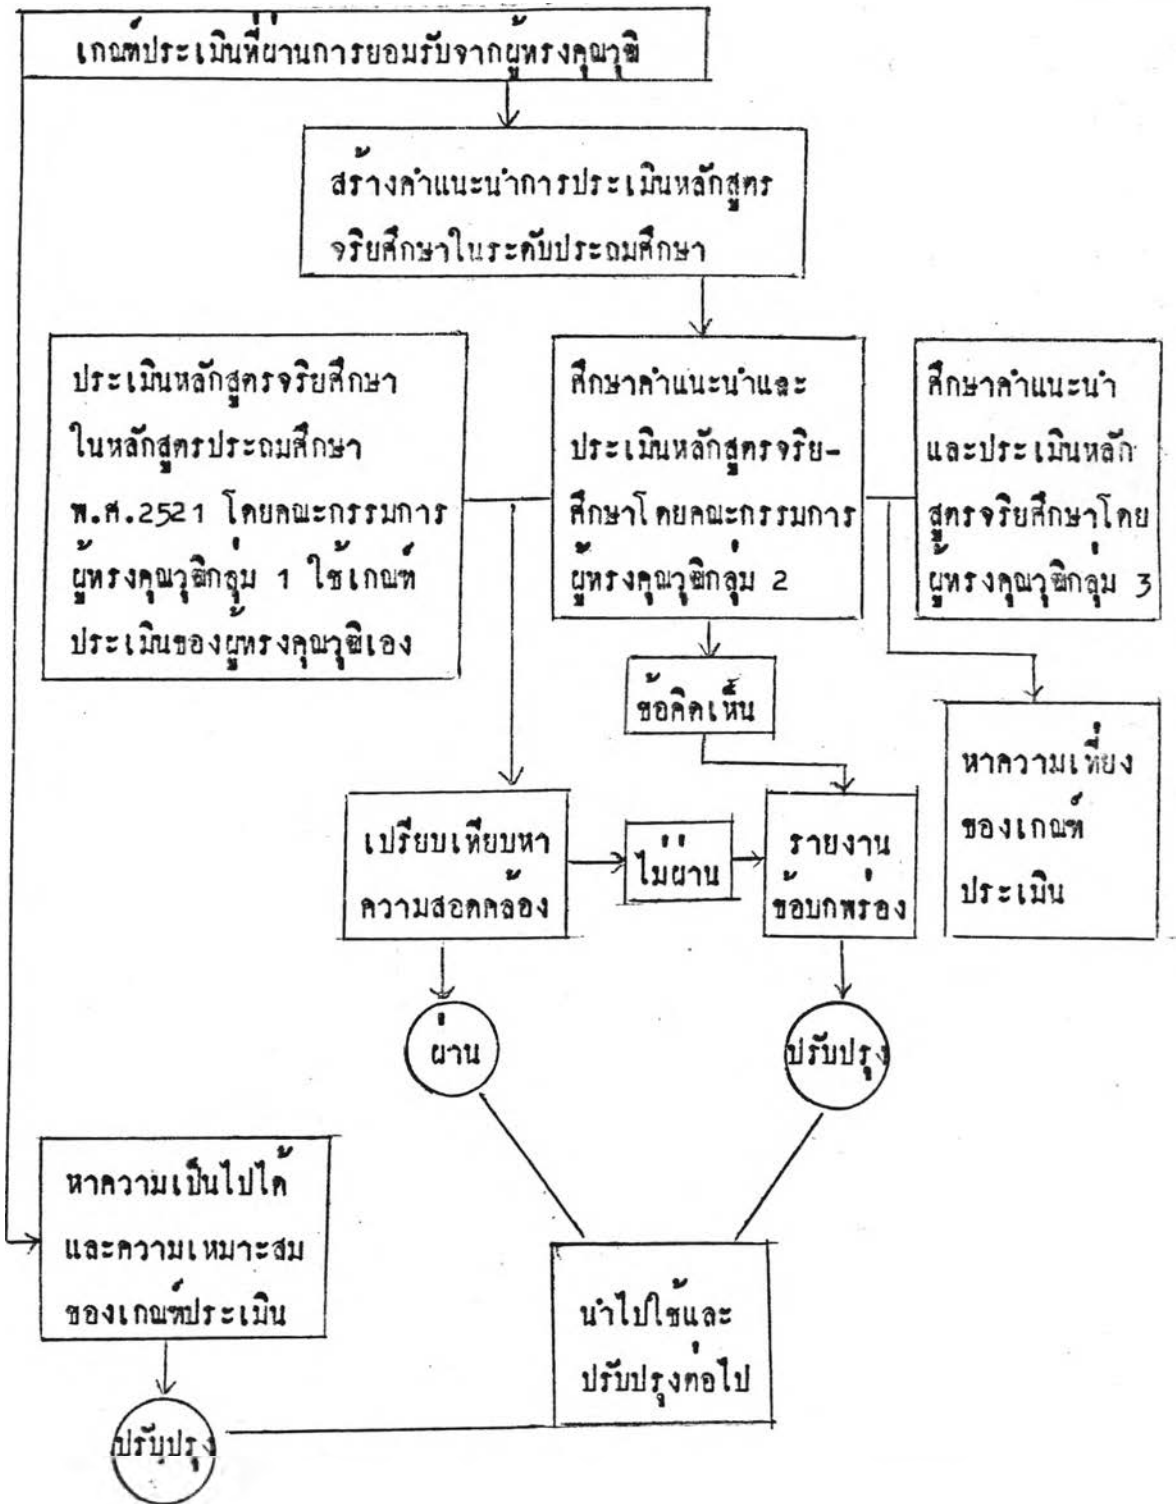 เกณฑ์ประเมินที่ผ่านการยอมรับจากผู้ทรงคุณวุฒิ
สร้างคำแนะนำการประเมินหลักสูตร
จริยศึกษาในระดับประถมศึกษา
ประเมินหลักสูตรจริยศึกษา
ในหลักสูตรประถมศึกษา
พ.ศ.2521 โดยคณะกรรมการ
ผู้ทรงคุณวุฒิกลุ่ม 1 ใช้เกณฑ์
ประเมินของผู้ทรงคุณวุฒิเอง
ศึกษาคำแนะนำและ
ประเมินหลักสูตรจริย-
ศึกษาโดยคณะกรรมการ
ผู้ทรงคุณวุฒิกลุ่ม 2
ศึกษาคำแนะนำ
และประเมินหลัก
สูตรจริยศึกษาโดย
ผู้ทรงคุณวุฒิกลุ่ม 3
ข้อคิดเห็น
เปรียบเทียบหา
ความสอดคล้อง
ไม่ผ่าน
รายงาน
ข้อบกพร่อง
หาความเที่ยง
ของเกณฑ์
ประเมิน
ผ่าน
ปรับปรุง
หาความเป็นไปได้
และความเหมาะสม
ของเกณฑ์ประเมิน
นำไปใช้และ
ปรับปรุงต่อไป
ปรับปรุง